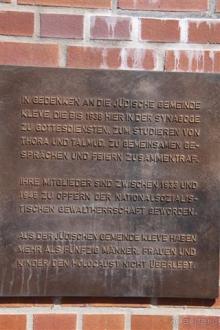 IN GEDENKEN AN DIE JÜDISCHE GEMEINDE
KLEVE, DIE BIS 1938 HIER IN DER SYNAGOGE
ZU GOTTESDIENSTEN, ZUM STUDIEREN VON
THORA UND TALMUD, ZU GEMEINSAMEN GE-
SPRÄCHEN UND FEIERN ZUSAMMENTRAF.
IHRE MITGLIEDER SIND ZWISCHEN 1933 UND
1945 ZU OPFERN DER NATIONALSOZIALIS-
TISCHEN GEWALTHERRSCHAFT GEWORDEN.
AUS DER JÜDISCHEN GEMEINDE KLEVE HABEN
MEHR ALS FÜNFZIG MÄNNER, FRAUEN UND
KINDER DEN HOLOCAUST NICHT ÜBERLEBT.